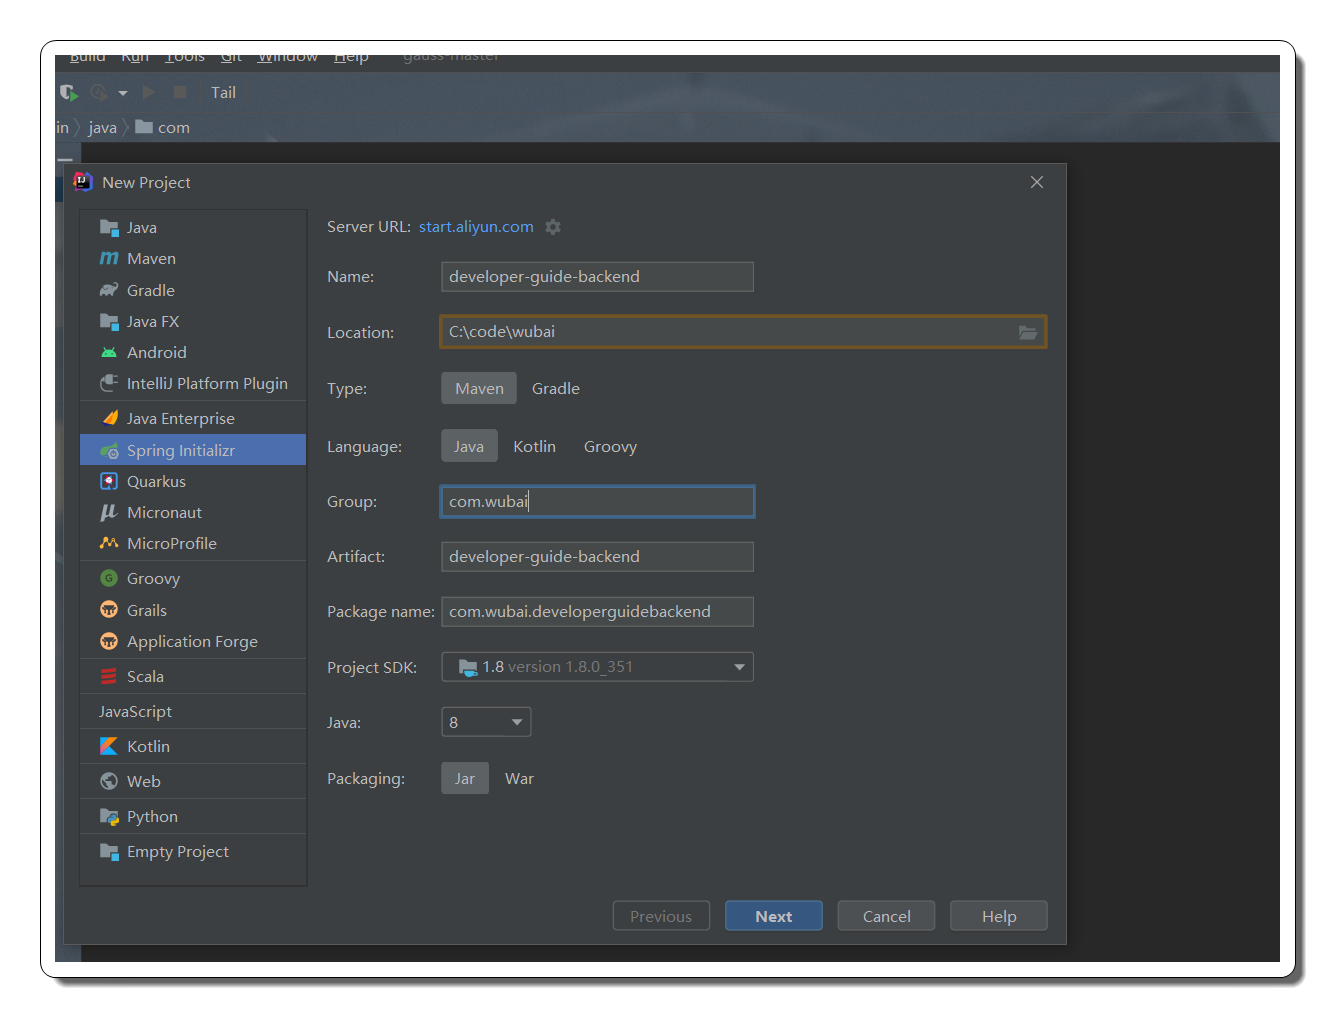 Build Run Tools Git Window Help gauss-master
Tail
in java com
New Project
Java
Maven
Gradle
Java FX
Android
IntelliJ Platform Plugin
Java Enterprise
Spring Initializr
Quarkus
Micronaut
MicroProfile
Groovy
Grails
Application Forge
Scala
JavaScript
Kotlin
Web
Python
Empty Project
Server URL: start.aliyun.com
Name: developer-guide-backend
Location: C:\code\wubai
Type: Maven Gradle
Language: Java Kotlin Groovy
Group: com.wubai
Artifact: developer-guide-backend
Package name: com.wubai.developerguidebackend
Project SDK: 1.8 version 1.8.0_351
Java: 8
Packaging: Jar War
Previous Next Cancel Help